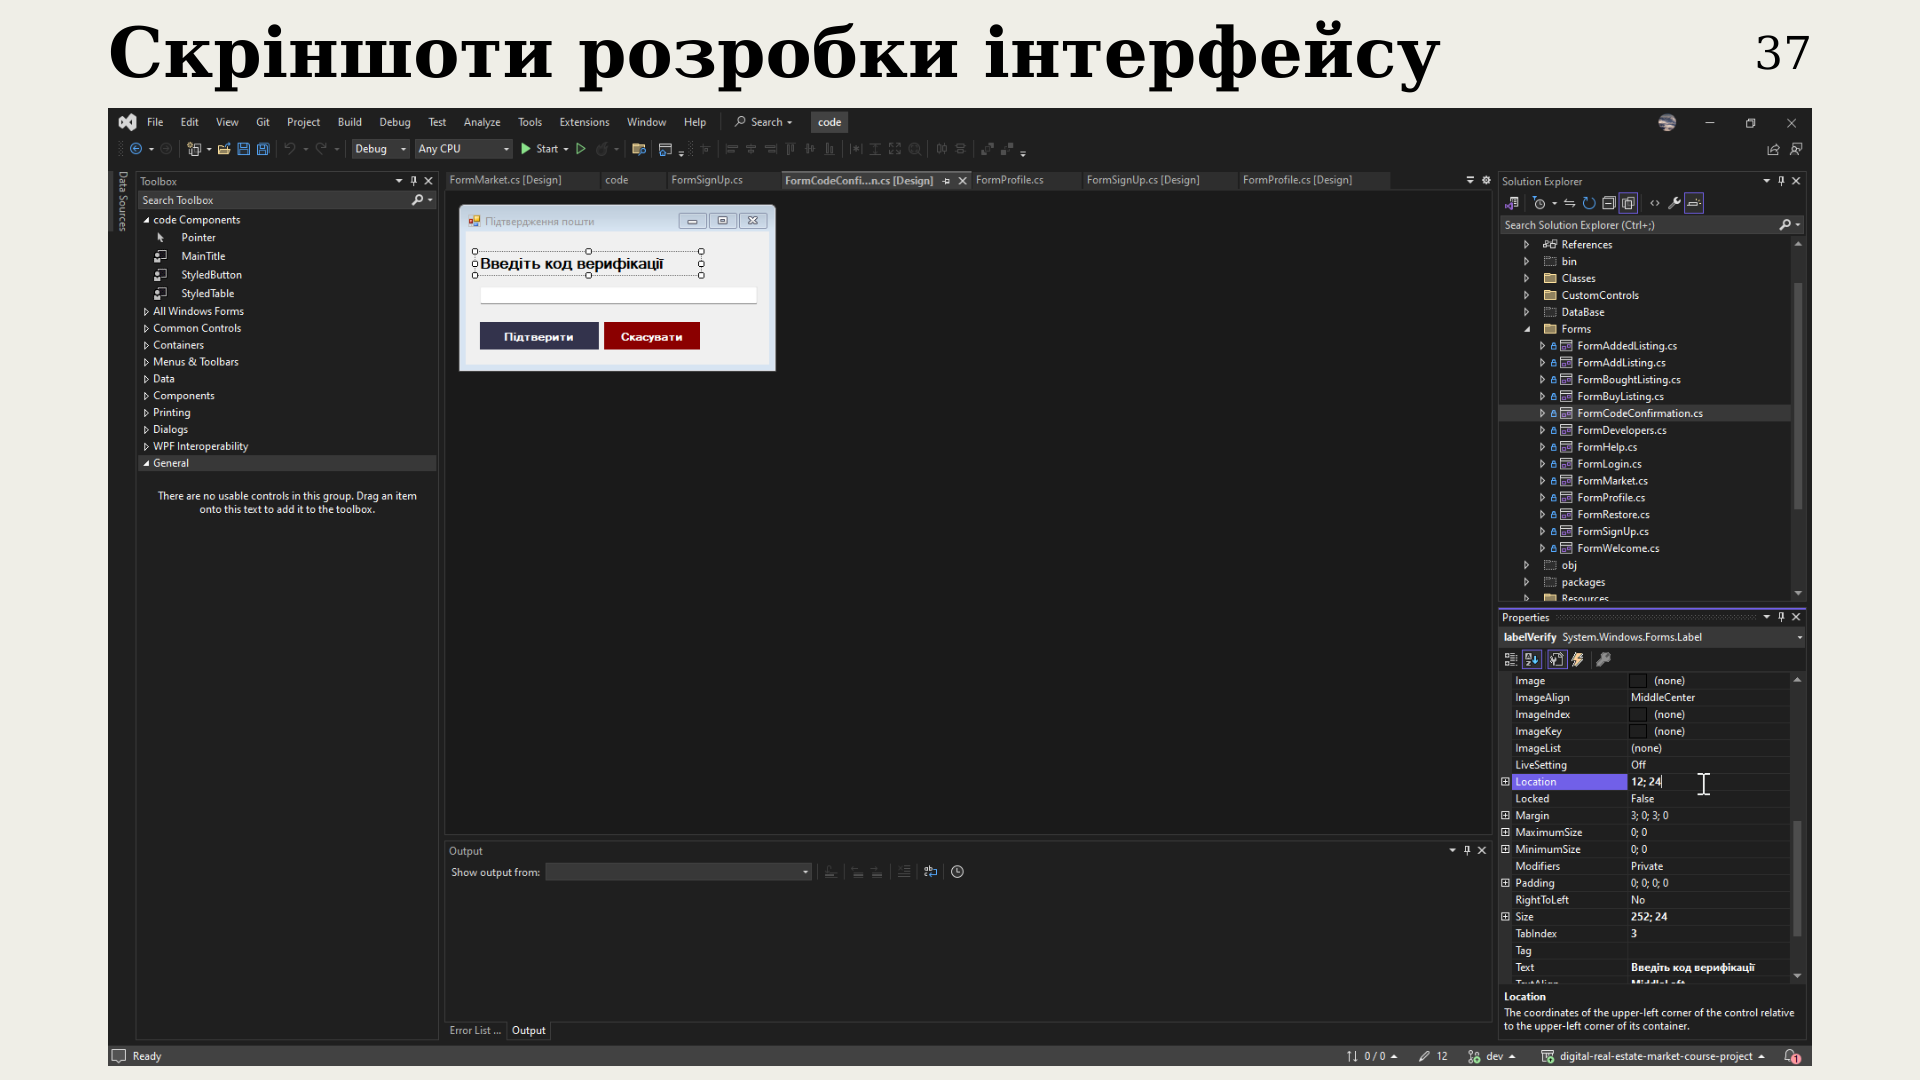 Скріншоти розробки інтерфейсу
37
File Edit View Git Project Build Debug Test Analyze Tools Extensions Window Help Search code
Debug Any CPU Start
Data Sources
Toolbox
Search Toolbox
code Components
Pointer
MainTitle
StyledButton
StyledTable
All Windows Forms
Common Controls
Containers
Menus & Toolbars
Data
Components
Printing
Dialogs
WPF Interoperability
General
There are no usable controls in this group. Drag an item
onto this text to add it to the toolbox.
FormMarket.cs [Design] code FormSignUp.cs FormCodeConfi...n.cs [Design] FormProfile.cs FormSignUp.cs [Design] FormProfile.cs [Design]
Підтвердження пошти
Введіть код верифікації
Підтверити Скасувати
Output
Show output from:
Error List ... Output
Solution Explorer
Search Solution Explorer (Ctrl+;)
References
bin
Classes
CustomControls
DataBase
Forms
FormAddedListing.cs
FormAddListing.cs
FormBoughtListing.cs
FormBuyListing.cs
FormCodeConfirmation.cs
FormDevelopers.cs
FormHelp.cs
FormLogin.cs
FormMarket.cs
FormProfile.cs
FormRestore.cs
FormSignUp.cs
FormWelcome.cs
obj
packages
Resources
Properties
labelVerify System.Windows.Forms.Label
Image (none)
ImageAlign MiddleCenter
ImageIndex (none)
ImageKey (none)
ImageList (none)
LiveSetting Off
Location 12; 24
Locked False
Margin 3; 0; 3; 0
MaximumSize 0; 0
MinimumSize 0; 0
Modifiers Private
Padding 0; 0; 0; 0
RightToLeft No
Size 252; 24
TabIndex 3
Tag
Text Введіть код верифікації
TextAlign MiddleLeft
Location
The coordinates of the upper-left corner of the control relative
to the upper-left corner of its container.
Ready 0 / 0 12 dev digital-real-estate-market-course-project 1